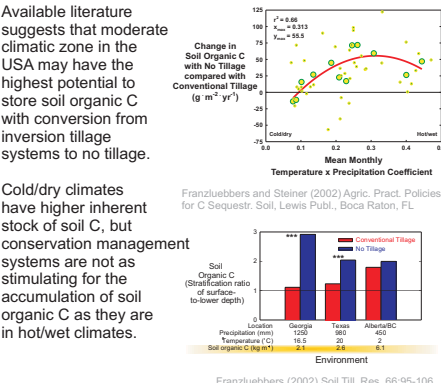 Available literature
suggests that moderate
climatic zone in the
USA may have the
highest potential to
store soil organic C
with conversion from
inversion tillage
systems to no tillage.
Cold/dry climates
have higher inherent
stock of soil C, but
conservation management
systems are not as
stimulating for the
accumulation of soil
organic C as they are
in hot/wet climates.
Change in
Soil Organic C
with No Tillage
compared with
Conventional Tillage
(g · m⁻² · yr⁻¹)
125
100
75
50
25
0
-25
-50
-75
r² = 0.66
x max = 0.313
y max = 55.5
Cold/dry
Hot/wet
0.0 0.1 0.2 0.3 0.4
Mean Monthly
Temperature x Precipitation Coefficient
Franzluebbers and Steiner (2002) Agric. Pract. Policies
for C Sequestr. Soil, Lewis Publ., Boca Raton, FL
Soil
Organic C
(Stratification ratio
of surface-
to-lower depth)
3
2
1
0
***
***
Conventional Tillage
No Tillage
Location Georgia Texas Alberta/BC
Precipitation (mm) 1250 980 450
Temperature (°C) 16.5 20 2
Soil organic C (kg m⁻²) 2.1 2.6 6.1
Environment
Franzluebbers (2002) Soil Till. Res. 66:95-106